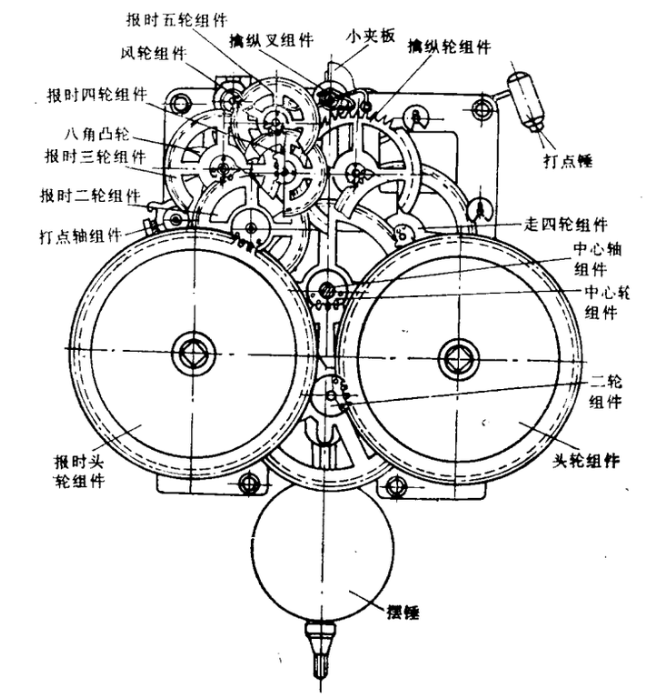 报时五轮组件
擒纵叉组件
小夹板
擒纵轮组件
风轮组件
报时四轮组件
八角凸轮
报时三轮组件
打点锤
报时二轮组件
打点轴组件
走四轮组件
中心轴
组件
中心轮
组件
二轮
组件
报时头
轮组件
头轮组件
摆锤